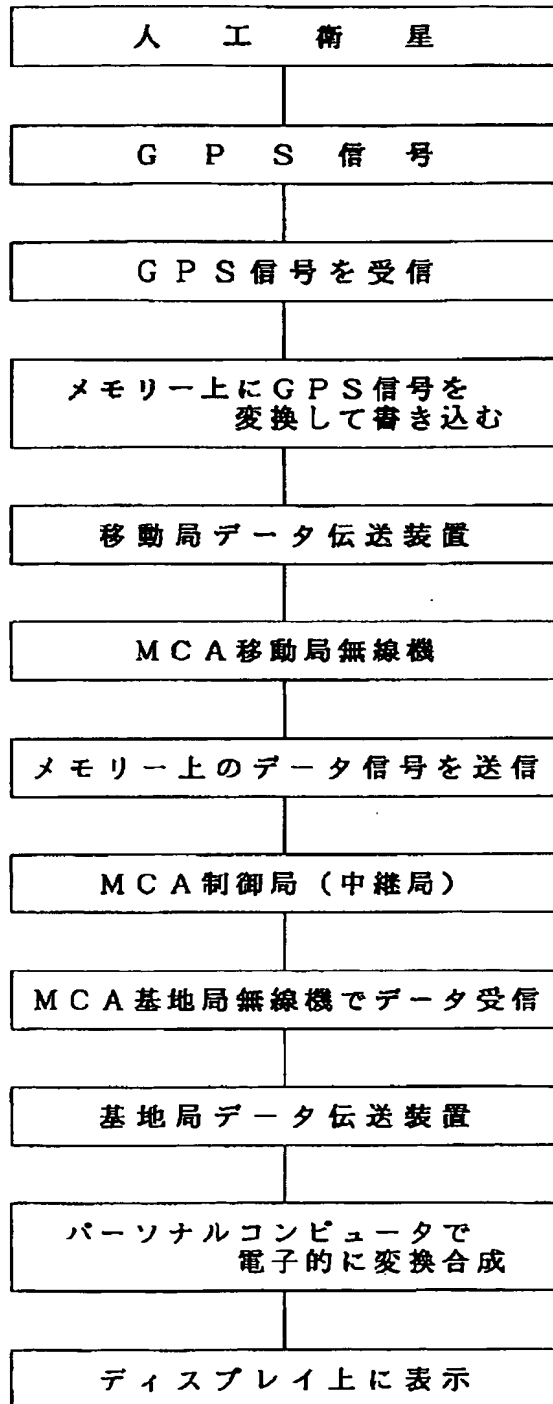 人工衛星
GPS信号
GPS信号を受信
メモリー上にGPS信号を
変換して書き込む
移動局データ伝送装置
MCA移動局無線機
メモリー上のデータ信号を送信
MCA制御局(中継局)
MCA基地局無線機でデータ受信
基地局データ伝送装置
パーソナルコンピュータで
電子的に変換合成
ディスプレイ上に表示